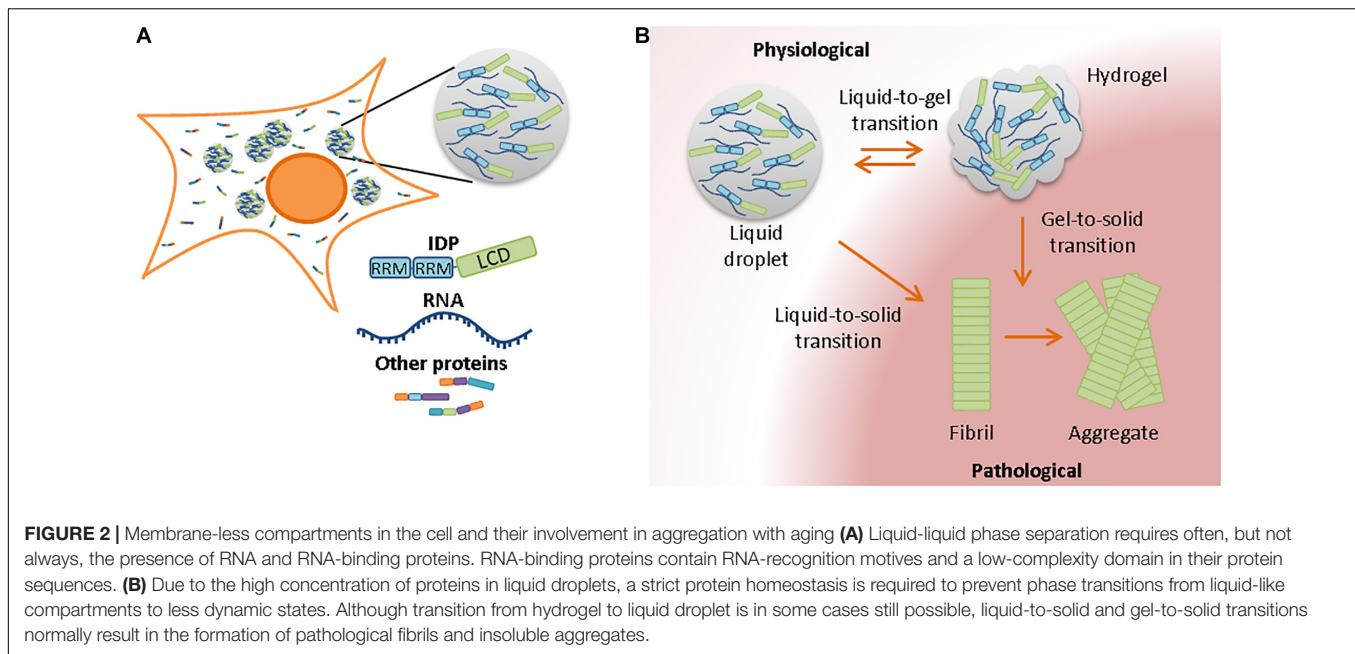 A
IDP
RRM RRM LCD
RNA
Other proteins
B
Physiological
Hydrogel
Liquid-to-gel
transition
Liquid
droplet
Gel-to-solid
transition
Liquid-to-solid
transition
Fibril
Aggregate
Pathological
FIGURE 2 | Membrane-less compartments in the cell and their involvement in aggregation with aging (A) Liquid-liquid phase separation requires often, but not
always, the presence of RNA and RNA-binding proteins. RNA-binding proteins contain RNA-recognition motives and a low-complexity domain in their protein
sequences. (B) Due to the high concentration of proteins in liquid droplets, a strict protein homeostasis is required to prevent phase transitions from liquid-like
compartments to less dynamic states. Although transition from hydrogel to liquid droplet is in some cases still possible, liquid-to-solid and gel-to-solid transitions
normally result in the formation of pathological fibrils and insoluble aggregates.